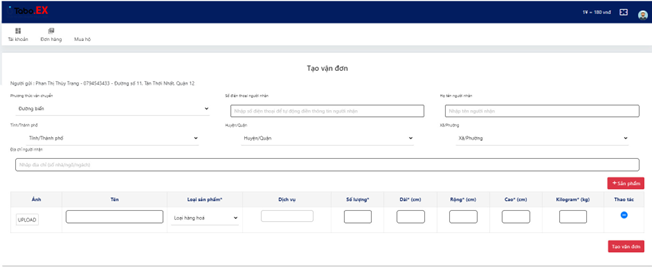 Tabo.EX
1¥ ~ 180 vnđ
Tài khoản Đơn hàng Mua hộ
Tạo vận đơn
Người gửi : Phan Thị Thùy Trang - 0794543433 - Đường số 11, Tân Thới Nhất, Quận 12
Phương thức vận chuyển Số điện thoại người nhận Họ tên người nhận
Đường biển Nhập số điện thoại để tự động điền thông tin người nhận Nhập tên người nhận
Tỉnh/Thành phố Huyện/Quận Xã/Phường
Tỉnh/Thành phố Huyện/Quận Xã/Phường
Địa chỉ người nhận
Nhập địa chỉ (số nhà/ngõ/ngách)
+ Sản phẩm
Ảnh Tên Loại sản phẩm* Dịch vụ Số lượng* Dài* (cm) Rộng* (cm) Cao* (cm) Kilogram* (kg) Thao tác
UPLOAD Loại hàng hoá
Tạo vận đơn